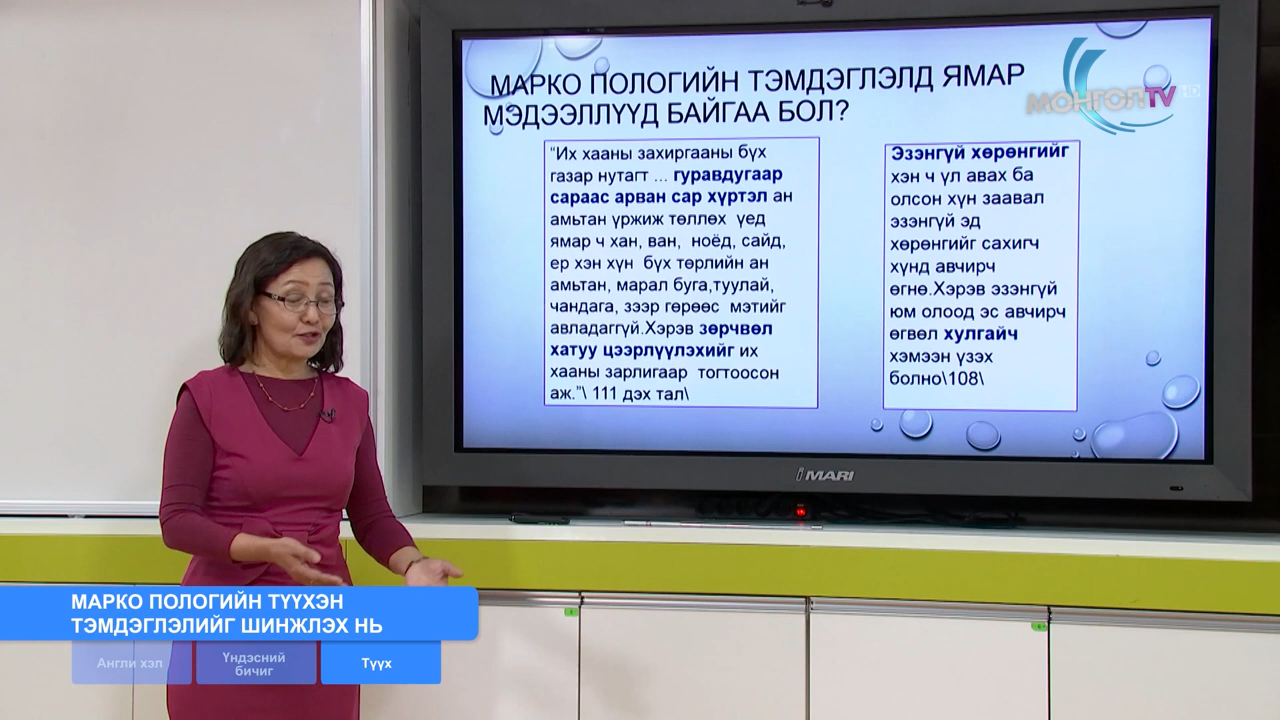 МАРКО ПОЛОГИЙН ТЭМДЭГЛЭЛД ЯМАР
МЭДЭЭЛЛҮҮД БАЙГАА БОЛ?
МОНГОЛ TV HD
“Их хааны захиргааны бүх
газар нутагт ... гуравдугаар
сараас арван сар хүртэл ан
амьтан үржиж төллөх үед
ямар ч хан, ван, ноёд, сайд,
ер хэн хүн бүх төрлийн ан
амьтан, марал буга,туулай,
чандага, зээр гөрөөс мэтийг
авладаггүй.Хэрэв зөрчвөл
хатуу цээрлүүлэхийг их
хааны зарлигаар тогтоосон
аж.”\ 111 дэх тал\
Эзэнгүй хөрөнгийг
хэн ч үл авах ба
олсон хүн заавал
эзэнгүй эд
хөрөнгийг сахигч
хүнд авчирч
өгнө.Хэрэв эзэнгүй
юм олоод эс авчирч
өгвөл хулгайч
хэмээн үзэх
болно\108\
iMARI
МАРКО ПОЛОГИЙН ТҮҮХЭН
ТЭМДЭГЛЭЛИЙГ ШИНЖЛЭХ НЬ
Англи хэл
Үндэсний
бичиг
Түүх